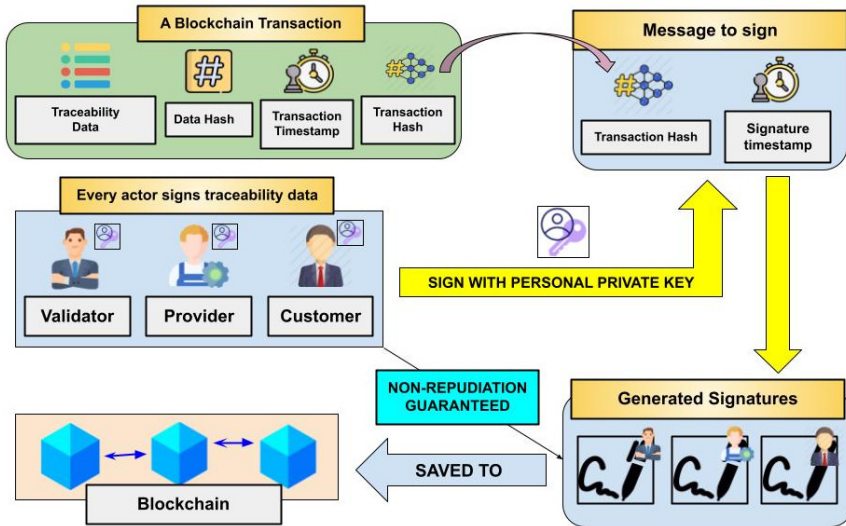 A Blockchain Transaction
Traceability
Data
Data Hash
Transaction
Timestamp
Transaction
Hash
Message to sign
Transaction Hash
Signature
timestamp
Every actor signs traceability data
Validator
Provider
Customer
SIGN WITH PERSONAL PRIVATE KEY
NON-REPUDIATION
GUARANTEED
Generated Signatures
SAVED TO
Blockchain